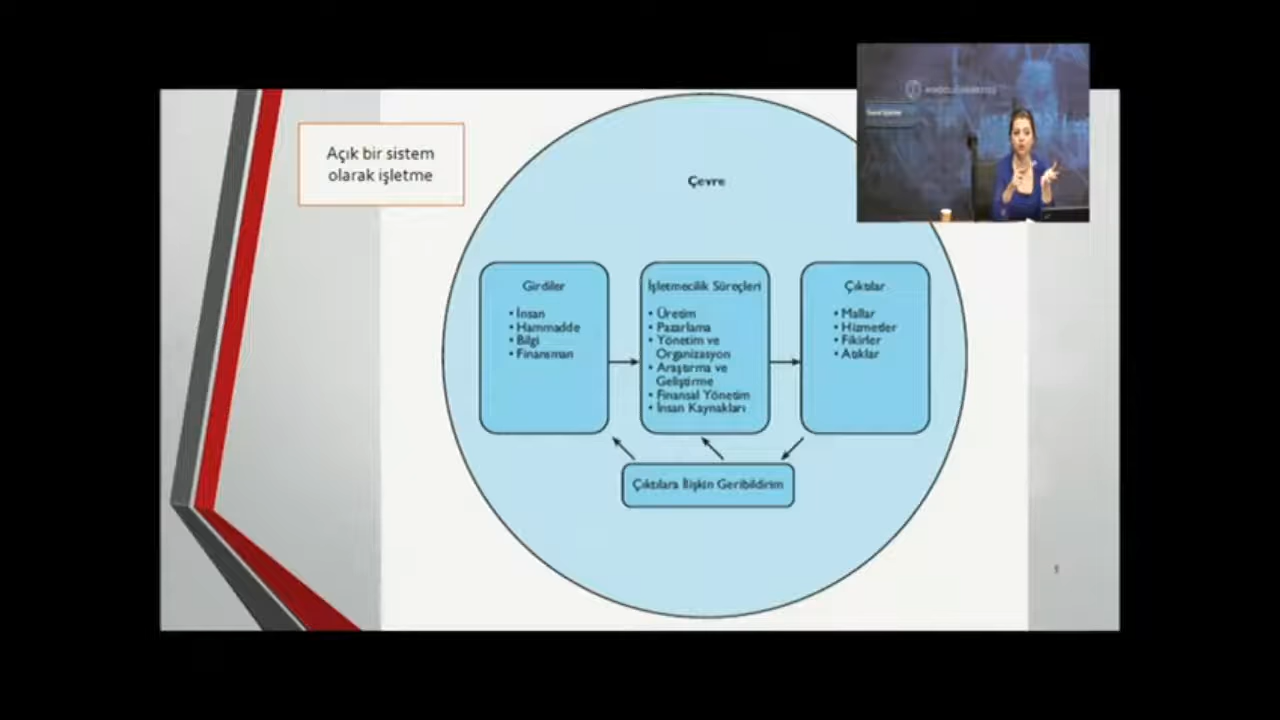 Açık bir sistem
olarak işletme
Çevre
Girdiler
• İnsan
• Hammadde
• Bilgi
• Finansman
İşletmecilik Süreçleri
• Üretim
• Pazarlama
• Yönetim ve
Organizasyon
• Araştırma ve
Geliştirme
• Finansal Yönetim
• İnsan Kaynakları
Çıktılar
• Mallar
• Hizmetler
• Fikirler
• Atıklar
Çıktılara İlişkin Geribildirim